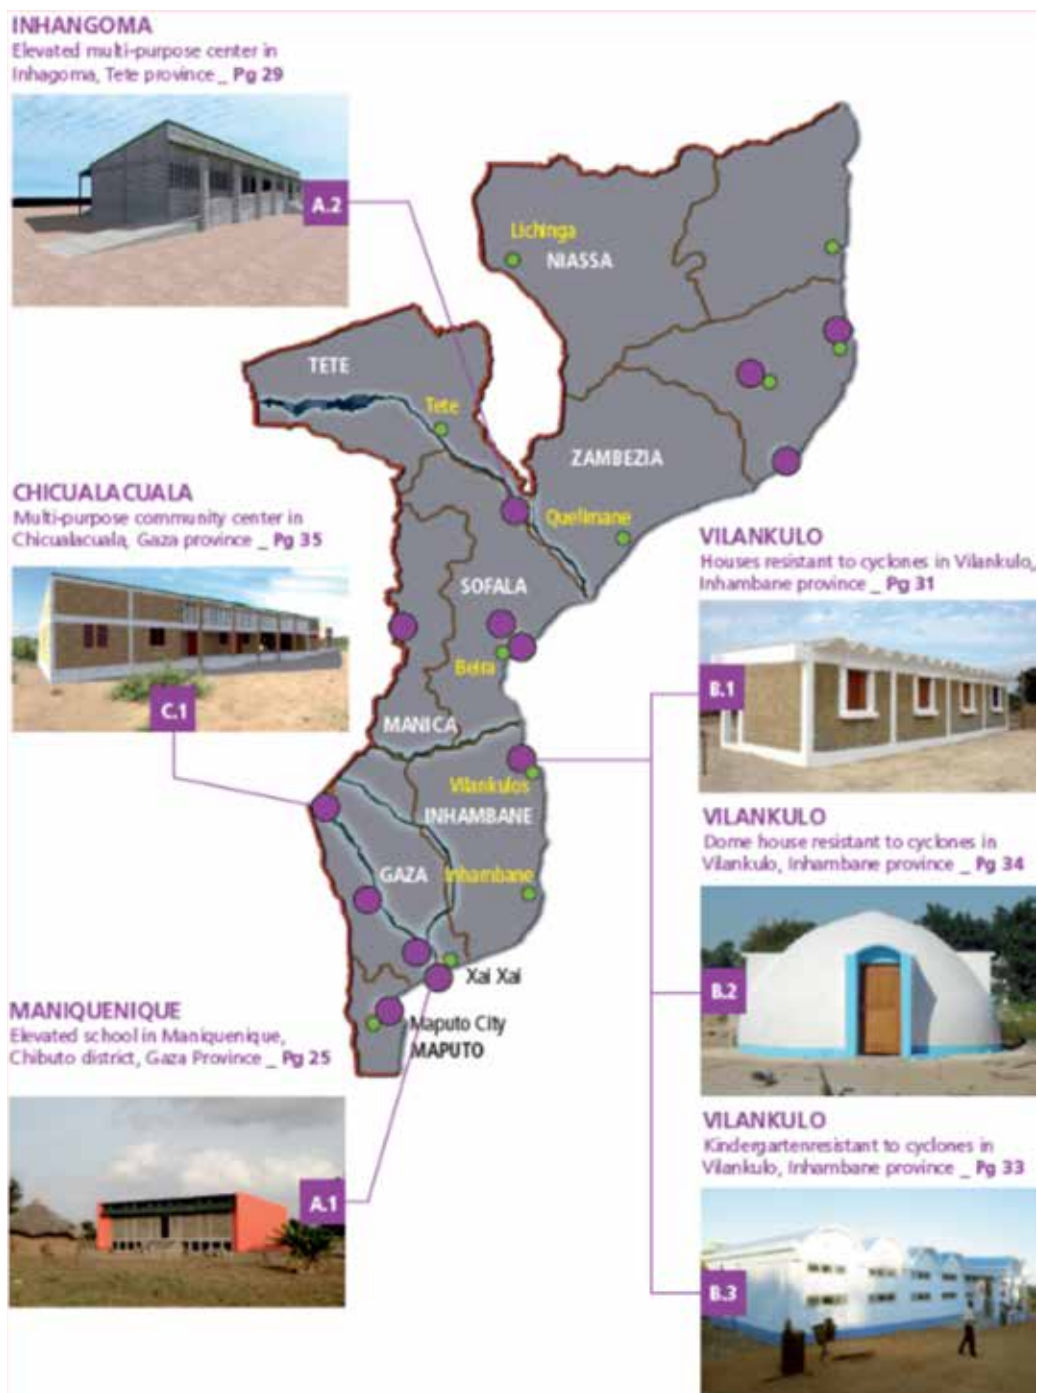 INHANGOMA
Elevated multi-purpose center in
Inhagoma, Tete province _ Pg 29
A.2
Lichinga
NIASSA
TETE
Tete
ZAMBEZIA
Quelimane
CHICUALACUALA
Multi-purpose community center in
Chicualacuala, Gaza province _ Pg 35
C.1
SOFALA
Beira
MANICA
Vilankulos
INHAMBANE
GAZA
Inhambane
Xai Xai
Maputo City
MAPUTO
VILANKULO
Houses resistant to cyclones in Vilankulo,
Inhambane province _ Pg 31
B.1
VILANKULO
Dome house resistant to cyclones in
Vilankulo, Inhambane province _ Pg 34
B.2
MANIQUENIQUE
Elevated school in Maniquenique,
Chibuto district, Gaza Province _ Pg 25
A.1
VILANKULO
Kindergartenresistant to cyclones in
Vilankulo, Inhambane province _ Pg 33
B.3